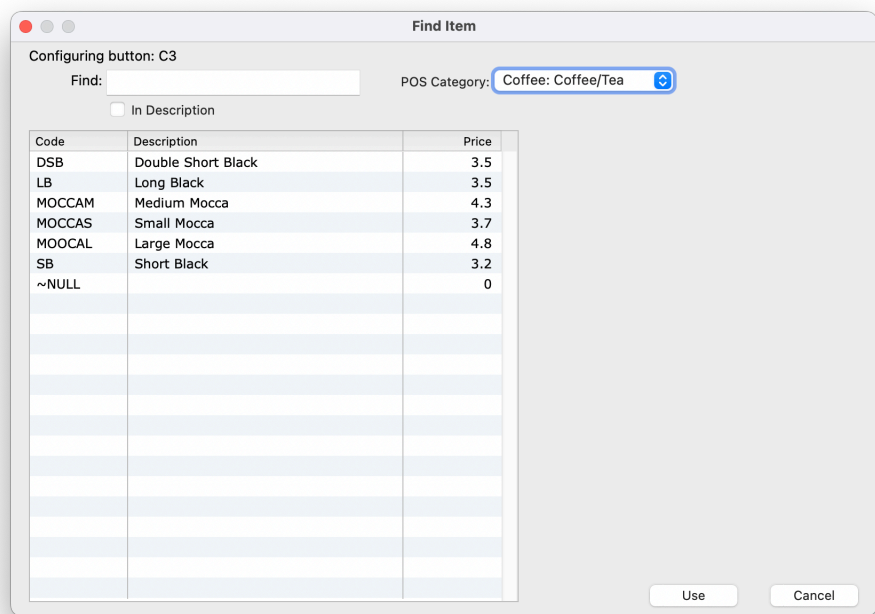 Find Item
Configuring button: C3
Find: POS Category: Coffee: Coffee/Tea
In Description
Code Description Price
DSB Double Short Black 3.5
LB Long Black 3.5
MOCCAM Medium Mocca 4.3
MOCCAS Small Mocca 3.7
MOOCAL Large Mocca 4.8
SB Short Black 3.2
~NULL 0
Use Cancel